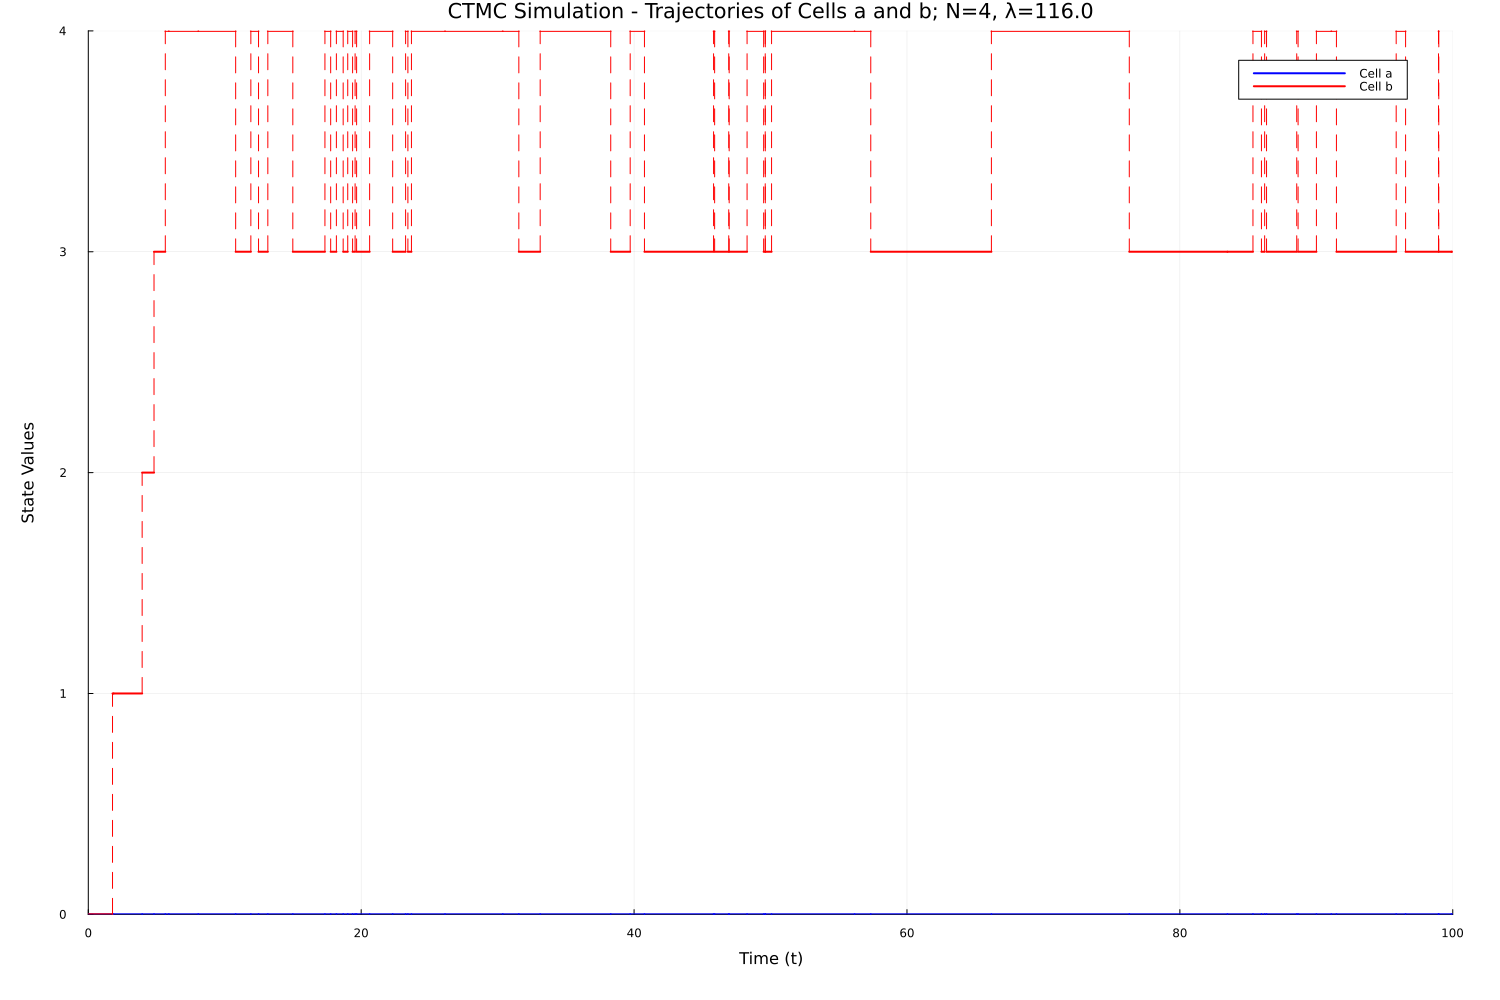 CTMC Simulation - Trajectories of Cells a and b; N=4, λ=116.0
4
Cell a
Cell b
3
State Values
2
1
0
0 20 40 60 80 100
Time (t)